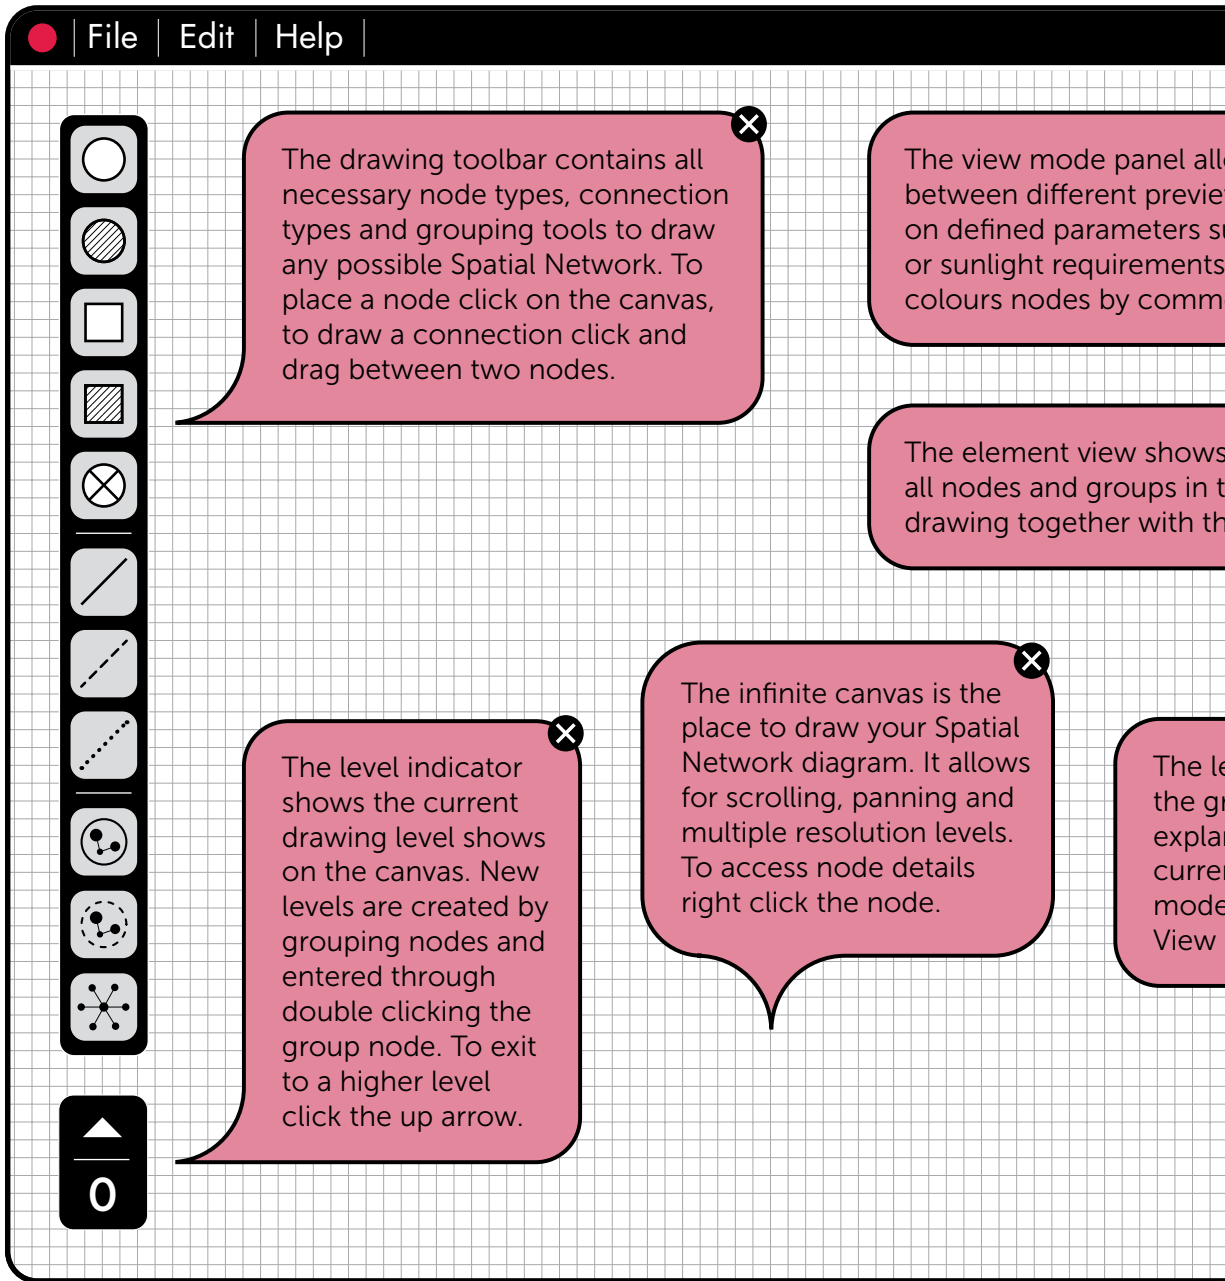 File Edit Help
The drawing toolbar contains all
necessary node types, connection
types and grouping tools to draw
any possible Spatial Network. To
place a node click on the canvas,
to draw a connection click and
drag between two nodes.
The view mode panel
between different
on defined parameters
or sunlight requirements
colours nodes by
The element view shows
all nodes and groups in
drawing together with
The infinite canvas is the
place to draw your Spatial
Network diagram. It allows
for scrolling, panning and
multiple resolution levels.
To access node details
right click the node.
The level indicator
shows the current
drawing level shows
on the canvas. New
levels are created by
grouping nodes and
entered through
double clicking the
group node. To exit
to a higher level
click the up arrow.
The
the
View
0